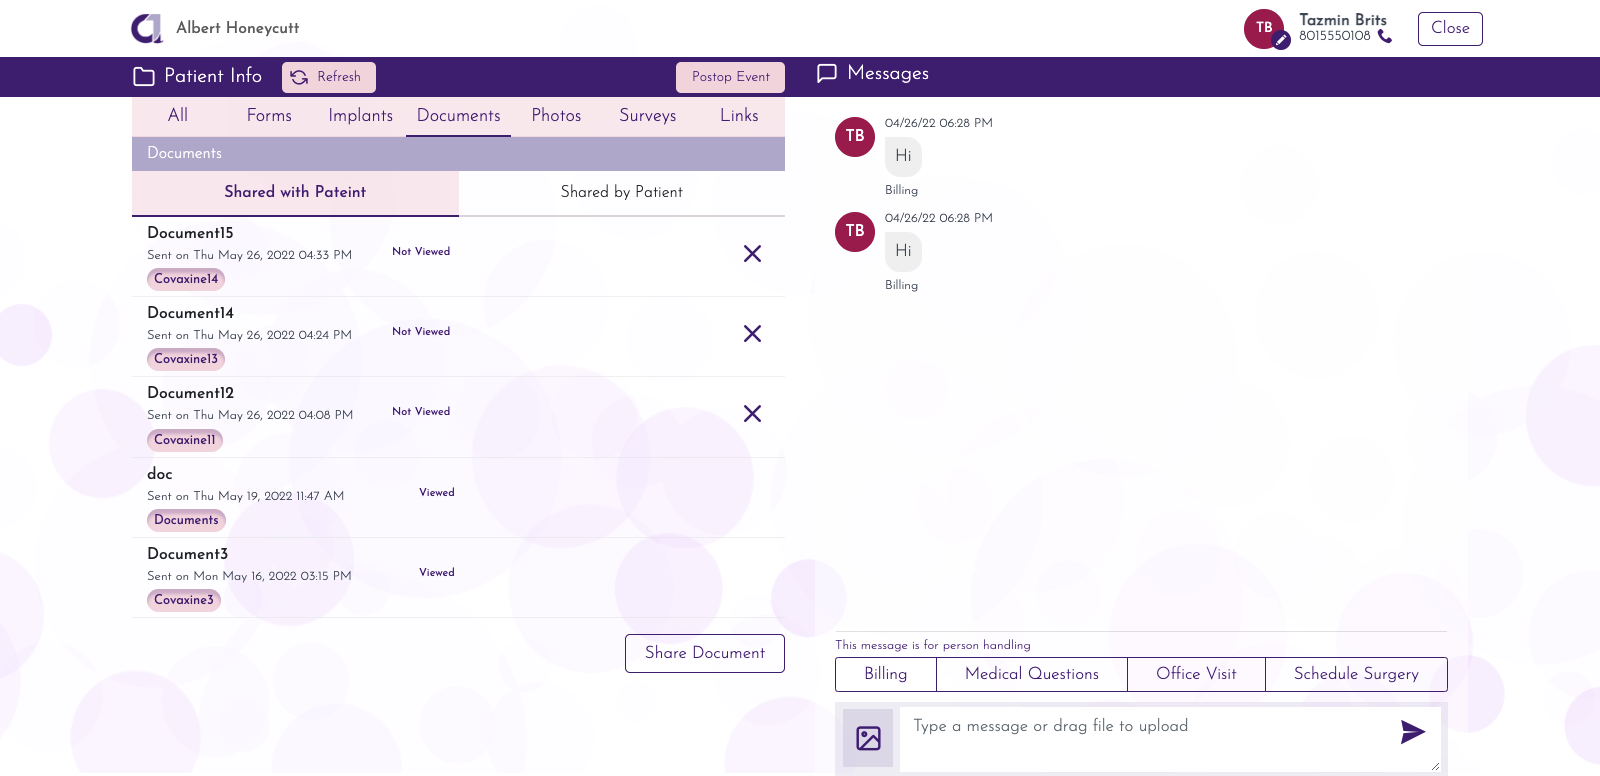 Albert Honeycutt
TB
Tazmin Brits
8015550108
Close
Patient Info
Refresh
Postop Event
Messages
All
Forms
Implants
Documents
Photos
Surveys
Links
Documents
Shared with Pateint
Shared by Patient
Document15
Sent on Thu May 26, 2022 04:33 PM
Not Viewed
Covaxine14
Document14
Sent on Thu May 26, 2022 04:24 PM
Not Viewed
Covaxine13
Document12
Sent on Thu May 26, 2022 04:08 PM
Not Viewed
Covaxine11
doc
Sent on Thu May 19, 2022 11:47 AM
Viewed
Documents
Document3
Sent on Mon May 16, 2022 03:15 PM
Viewed
Covaxine3
Share Document
TB
04/26/22 06:28 PM
Hi
Billing
TB
04/26/22 06:28 PM
Hi
Billing
This message is for person handling
Billing
Medical Questions
Office Visit
Schedule Surgery
Type a message or drag file to upload